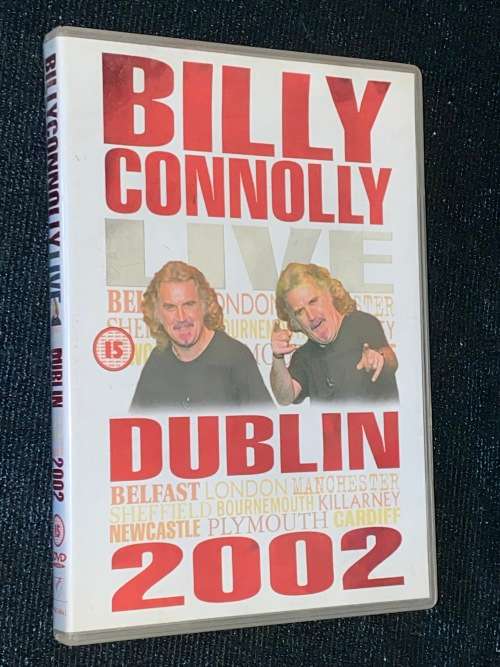 BILLY
CONNOLLY
LIVE
15
DUBLIN
BELFAST LONDON MANCHESTER
SHEFFIELD BOURNEMOUTH KILLARNEY
NEWCASTLE PLYMOUTH CARDIFF
2002
BILLY CONNOLLY LIVE DUBLIN 2002
15
DVD